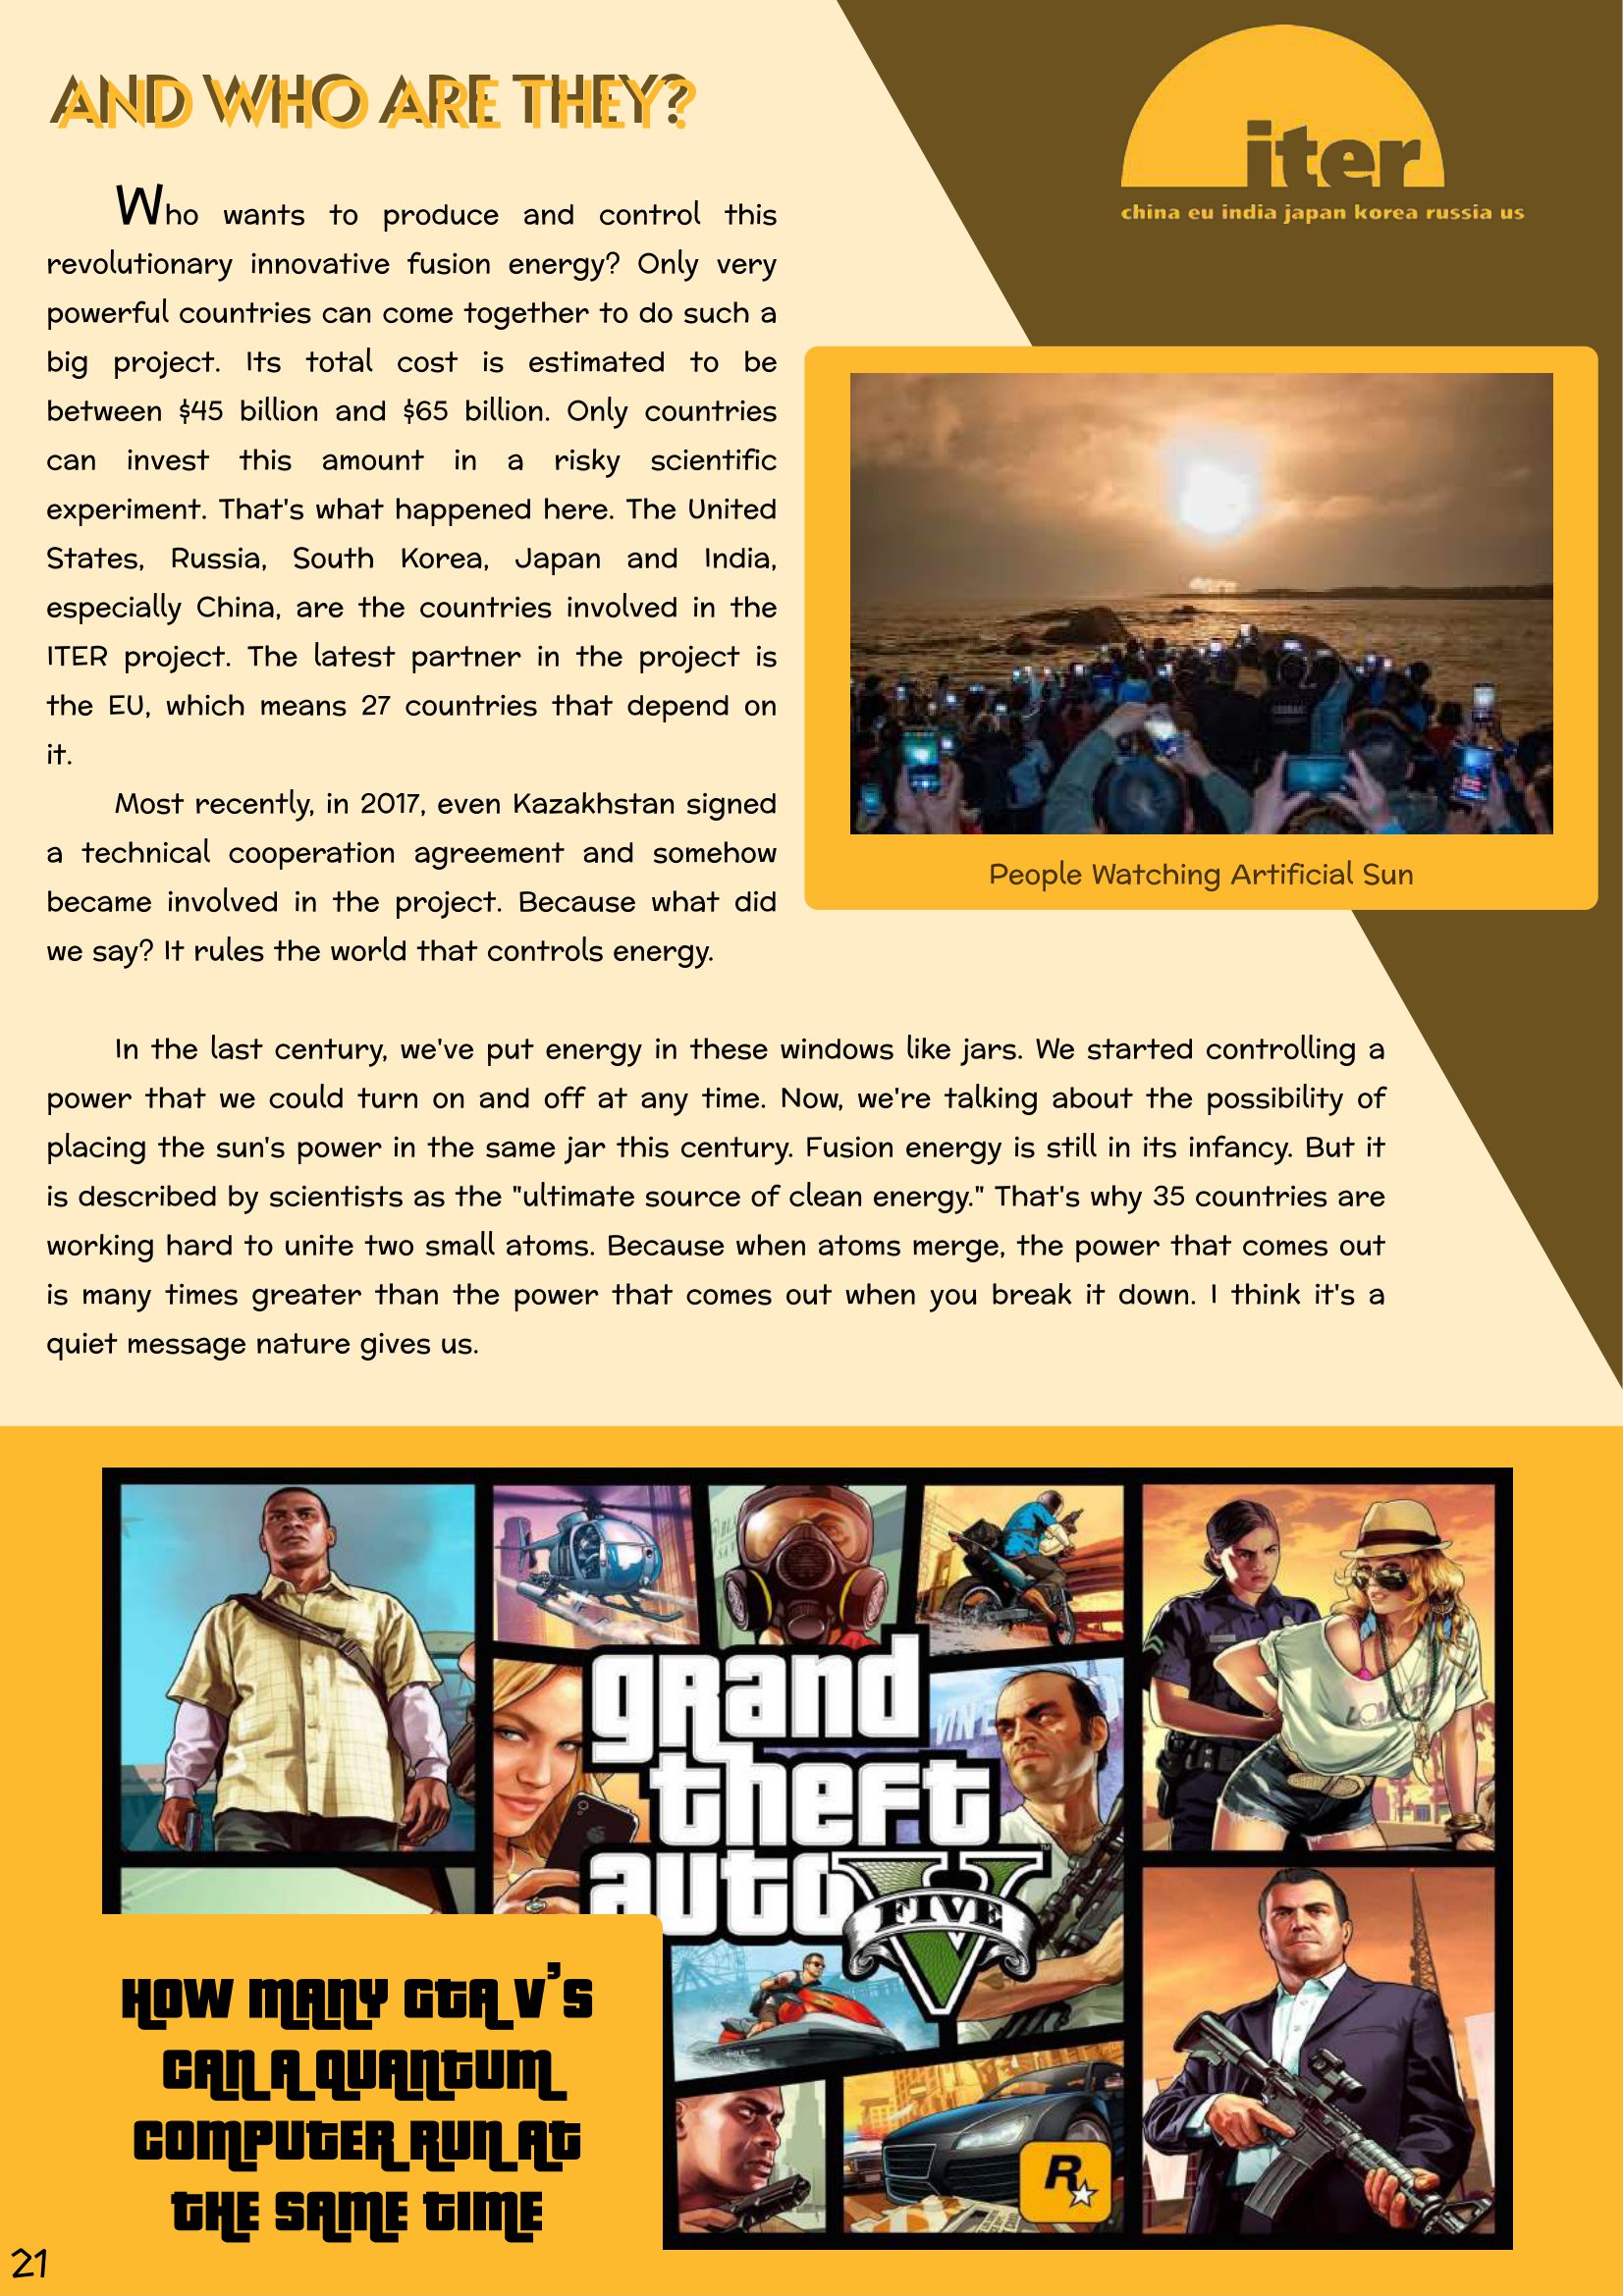 AND WHO ARE THEY?
iter
china eu india japan korea russia us
Who wants to produce and control this
revolutionary innovative fusion energy? Only very
powerful countries can come together to do such a
big project. Its total cost is estimated to be
between $45 billion and $65 billion. Only countries
can invest this amount in a risky scientific
experiment. That's what happened here. The United
States, Russia, South Korea, Japan and India,
especially China, are the countries involved in the
ITER project. The latest partner in the project is
the EU, which means 27 countries that depend on
it.
Most recently, in 2017, even Kazakhstan signed
a technical cooperation agreement and somehow
became involved in the project. Because what did
we say? It rules the world that controls energy.
People Watching Artificial Sun
In the last century, we've put energy in these windows like jars. We started controlling a
power that we could turn on and off at any time. Now, we're talking about the possibility of
placing the sun's power in the same jar this century. Fusion energy is still in its infancy. But it
is described by scientists as the "ultimate source of clean energy." That's why 35 countries are
working hard to unite two small atoms. Because when atoms merge, the power that comes out
is many times greater than the power that comes out when you break it down. I think it's a
quiet message nature gives us.
grand
theft
auto V
FIVE
R
HOW MANY GTA V'S
CAN A QUANTUM
COMPUTER RUN AT
THE SAME TIME
21